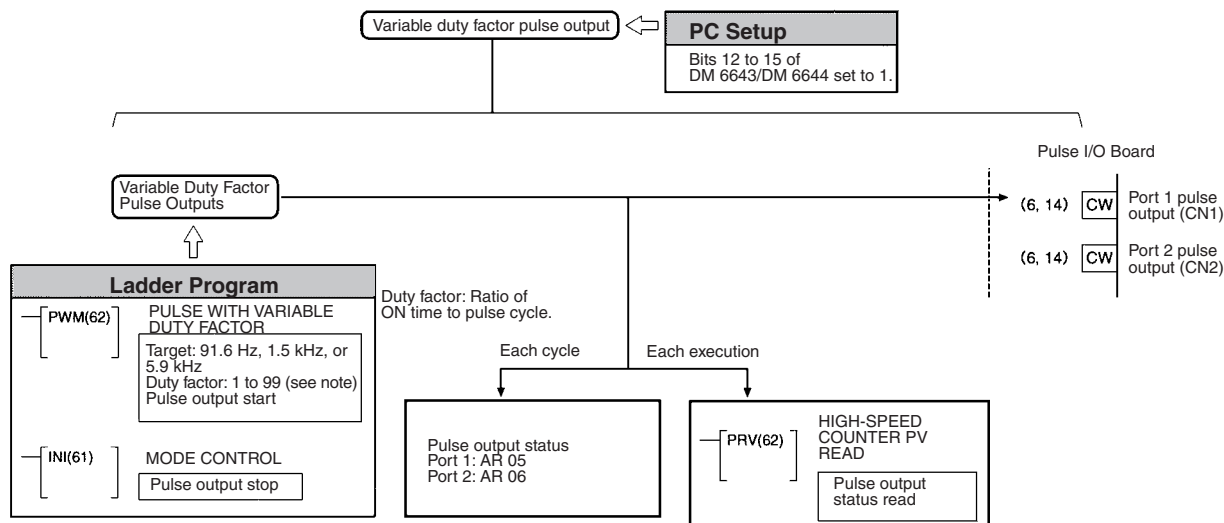 Variable duty factor pulse output
PC Setup
Bits 12 to 15 of
DM 6643/DM 6644 set to 1.
Pulse I/O Board
Variable Duty Factor
Pulse Outputs
(6, 14) CW Port 1 pulse
output (CN1)
(6, 14) CW Port 2 pulse
output (CN2)
Ladder Program
PWM(62)
PULSE WITH VARIABLE
DUTY FACTOR
Target: 91.6 Hz, 1.5 kHz, or
5.9 kHz
Duty factor: 1 to 99 (see note)
Pulse output start
INI(61)
MODE CONTROL
Pulse output stop
Duty factor: Ratio of
ON time to pulse cycle.
Each cycle
Each execution
Pulse output status
Port 1: AR 05
Port 2: AR 06
PRV(62)
HIGH-SPEED
COUNTER PV
READ
Pulse output
status read